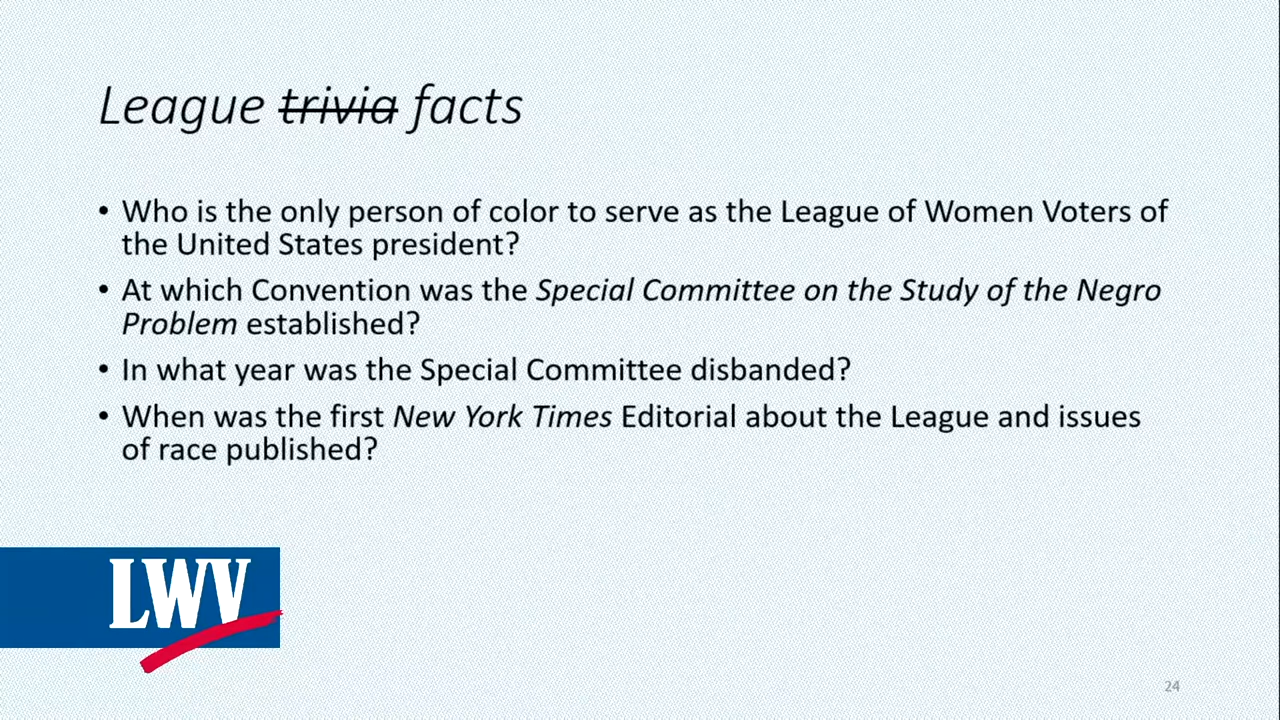 League trivia facts
• Who is the only person of color to serve as the League of Women Voters of
the United States president?
• At which Convention was the Special Committee on the Study of the Negro
Problem established?
• In what year was the Special Committee disbanded?
• When was the first New York Times Editorial about the League and issues
of race published?
LWV
24